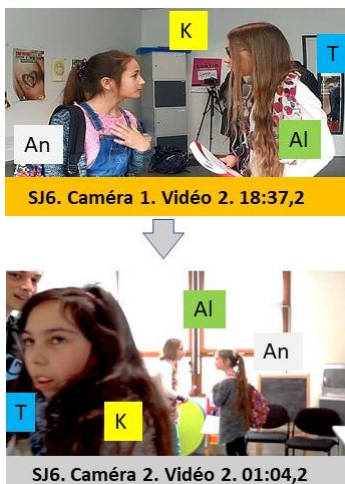 K
T
An
Al
SJ6. Caméra 1. Vidéo 2. 18:37,2
Al
An
T
K
SJ6. Caméra 2. Vidéo 2. 01:04,2